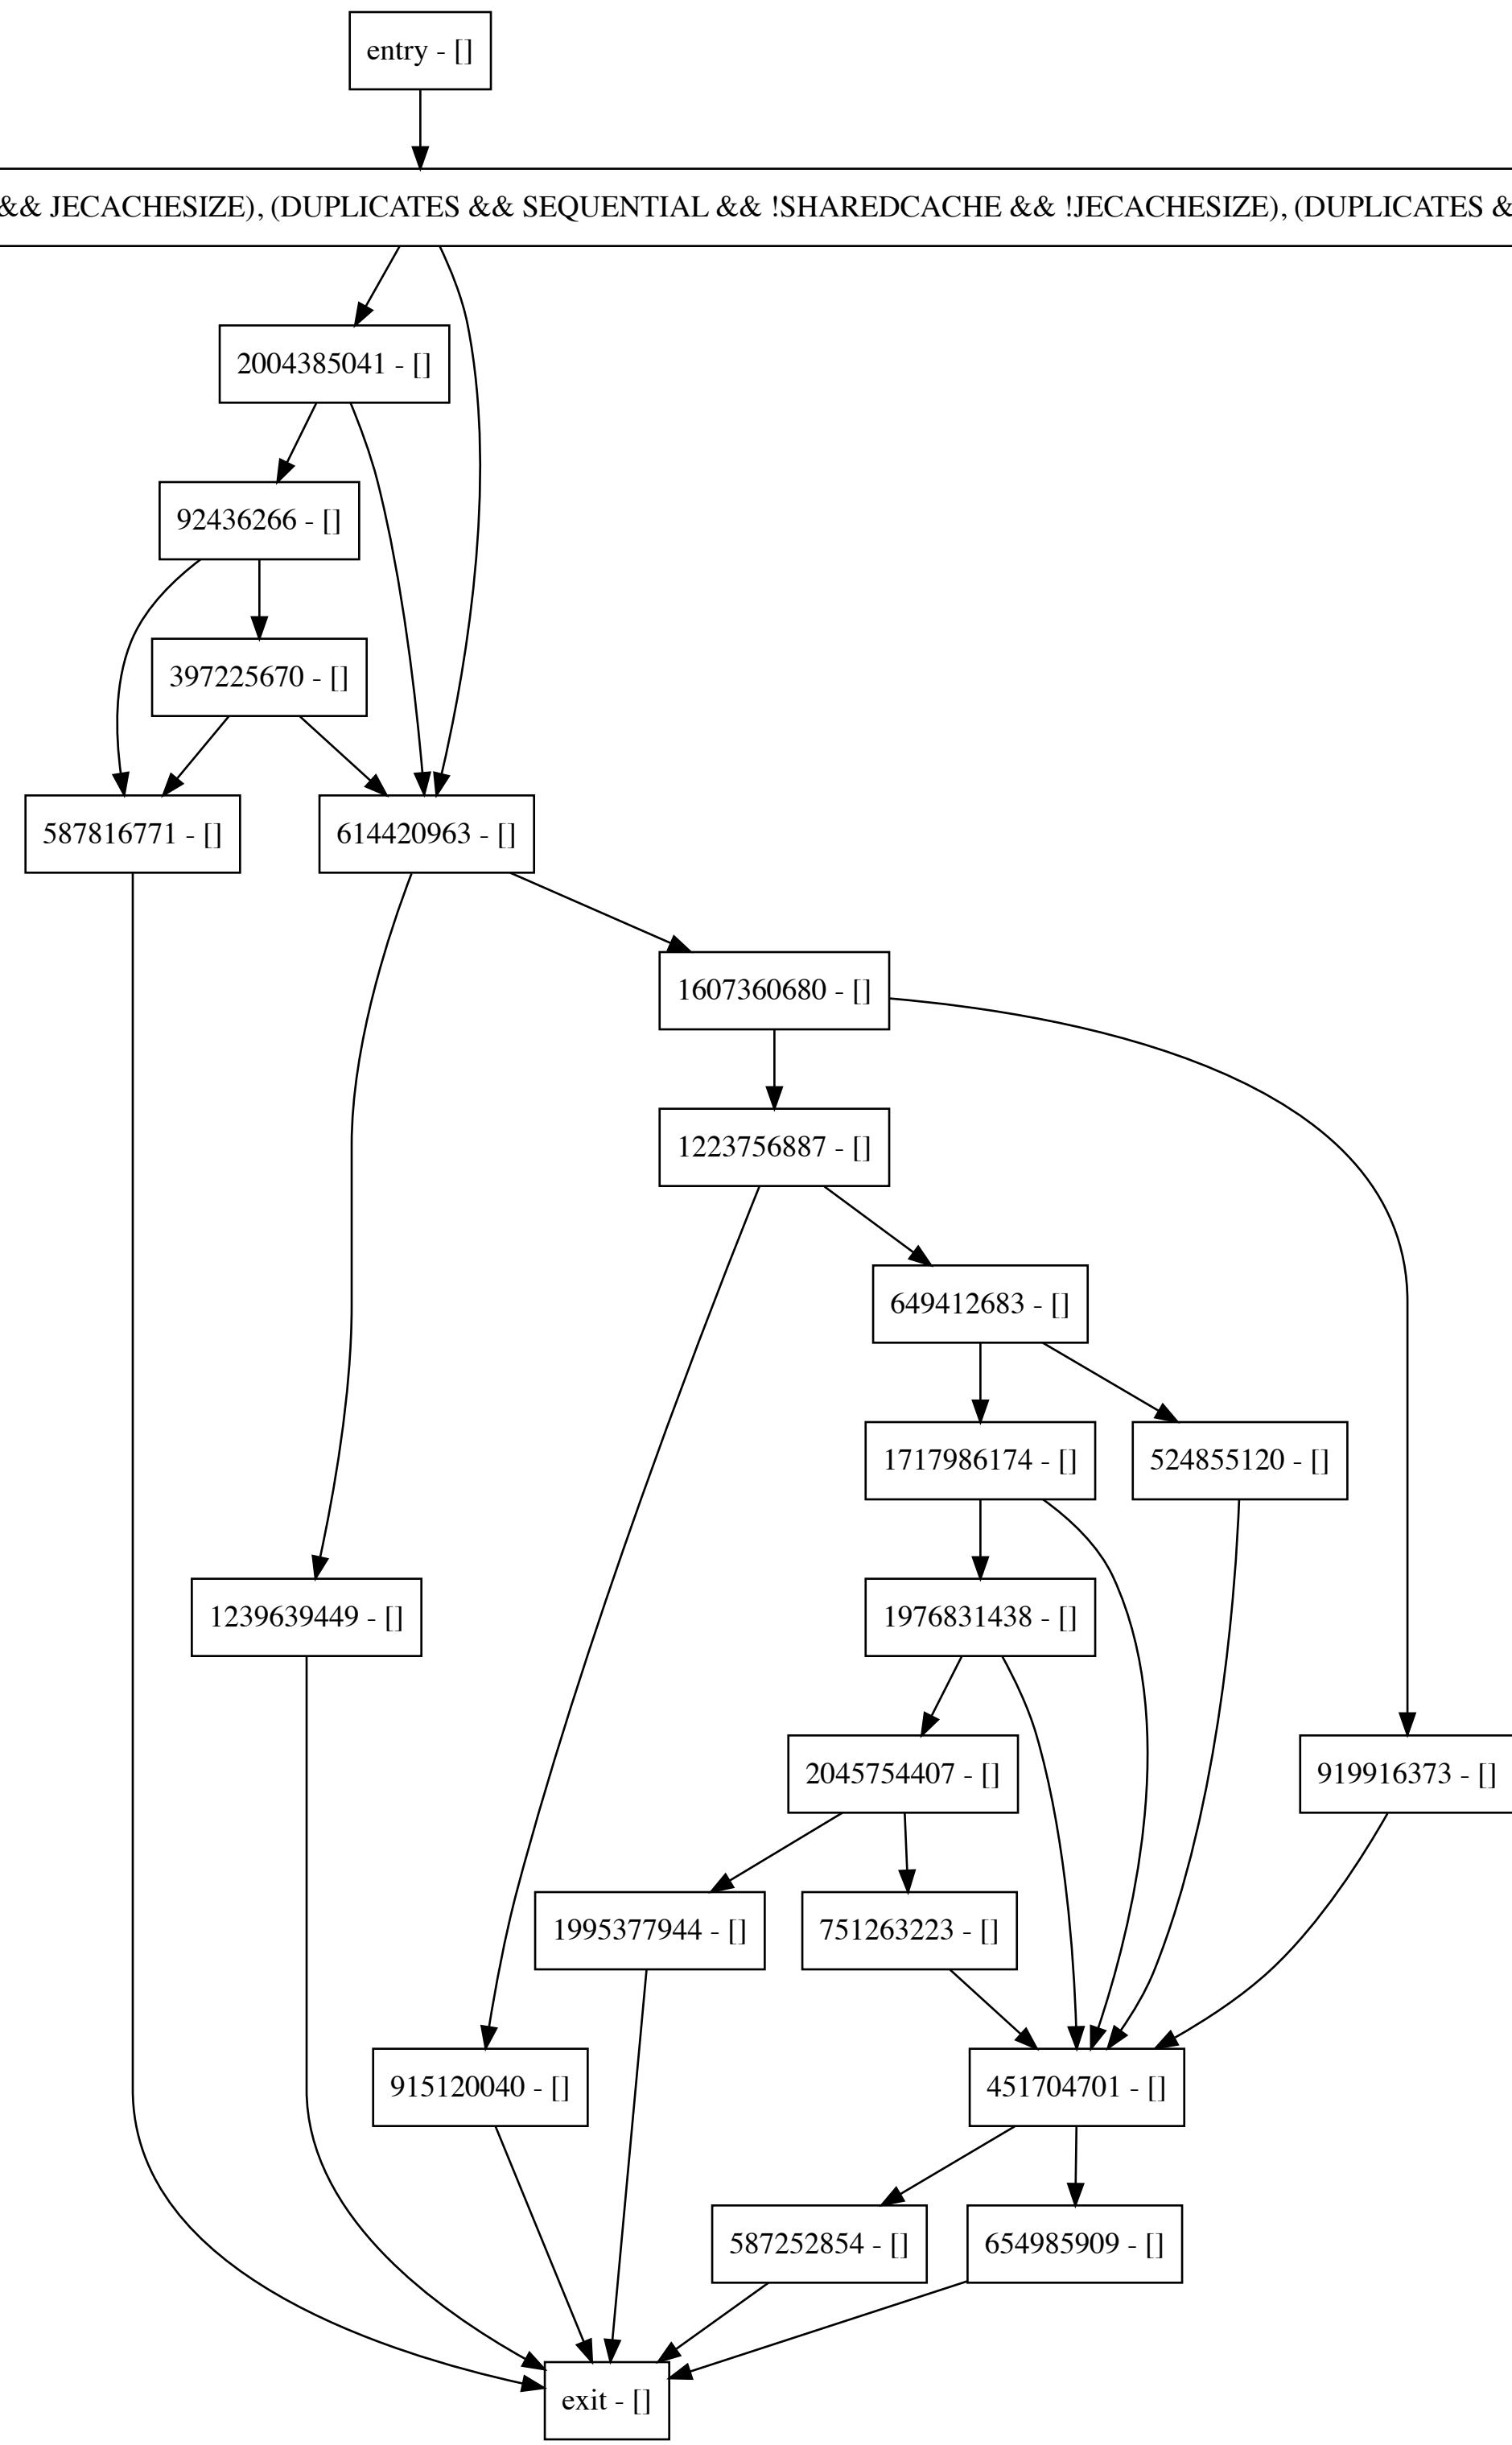 entry - []
&& JECACHESIZE), (DUPLICATES && SEQUENTIAL && !SHAREDCACHE && !JECACHESIZE), (DUPLICATES &
2004385041 - []
92436266 - []
397225670 - []
587816771 - []
614420963 - []
1607360680 - []
1223756887 - []
649412683 - []
1717986174 - []
524855120 - []
1239639449 - []
1976831438 - []
2045754407 - []
919916373 - []
1995377944 - []
751263223 - []
915120040 - []
451704701 - []
587252854 - []
654985909 - []
exit - []